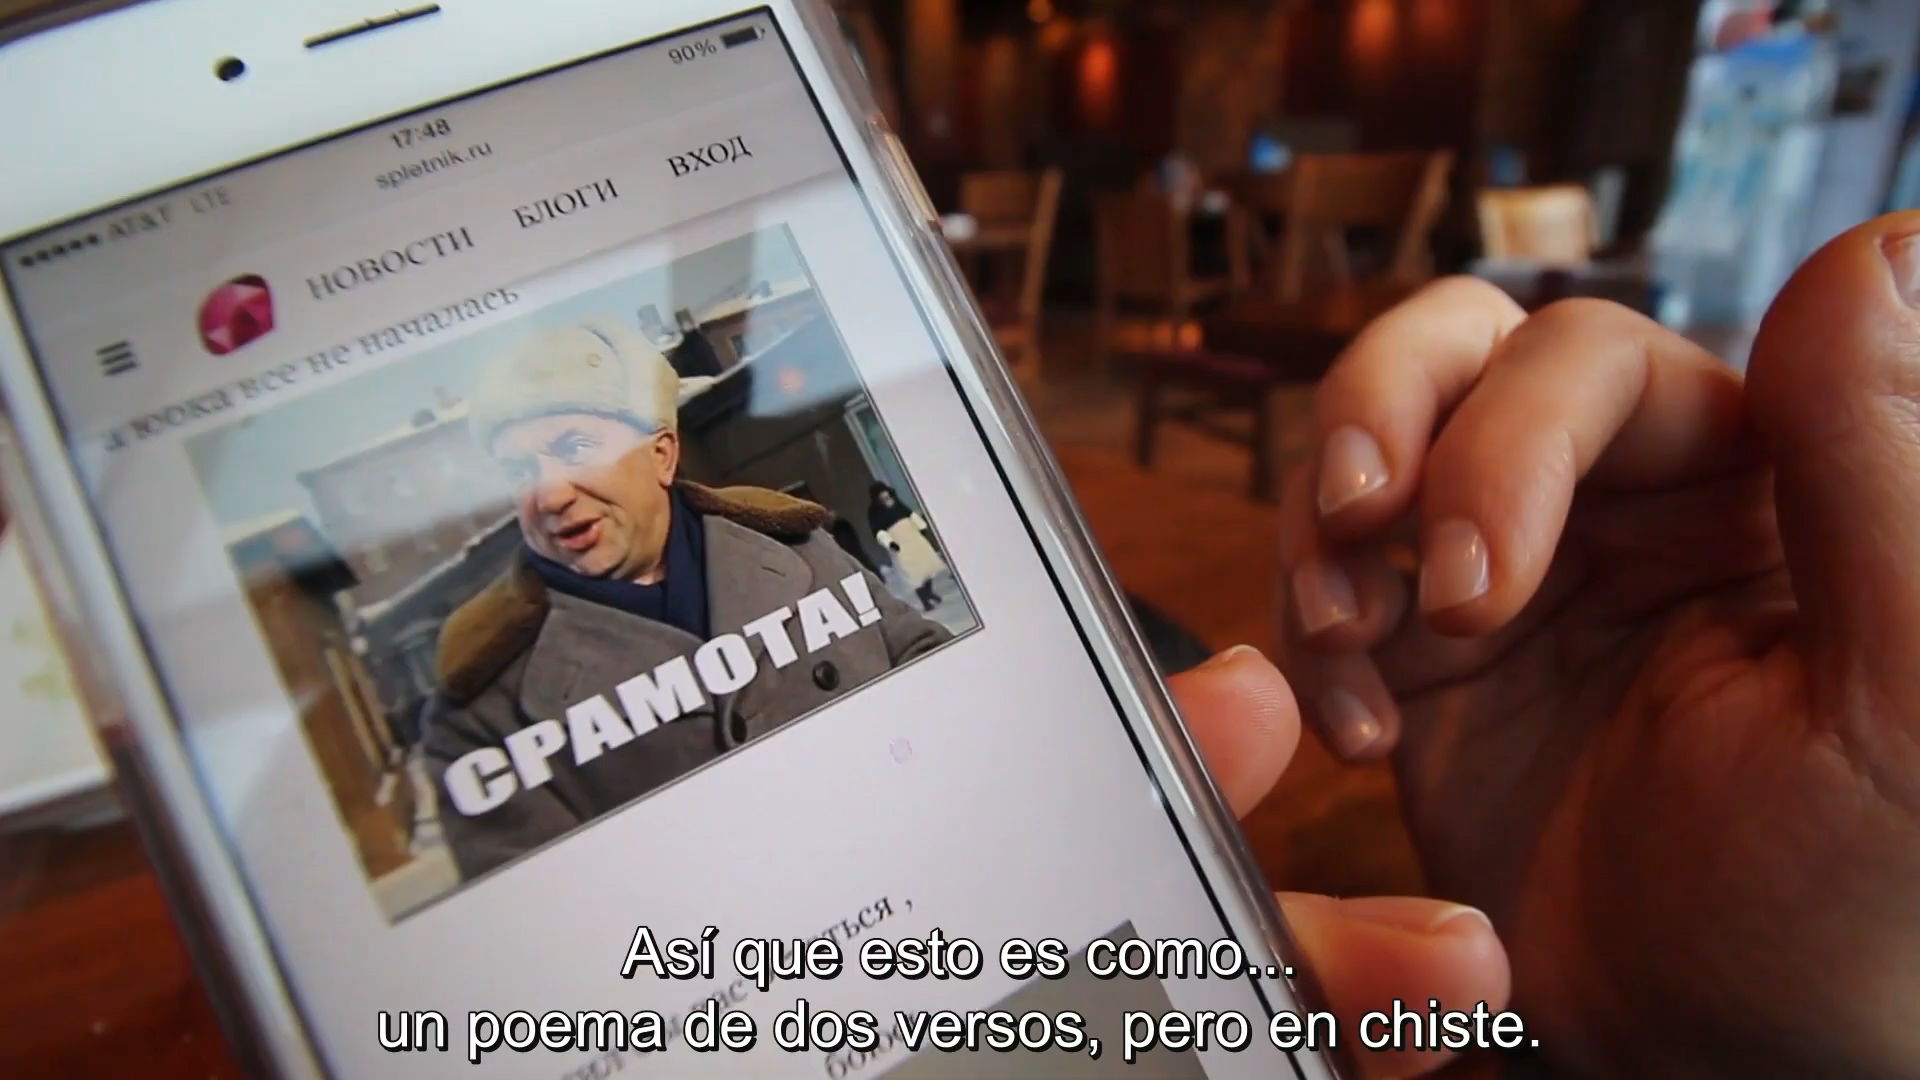 90%
17:48
AT&T LTE
spletnik.ru
НОВОСТИ БЛОГИ ВХОД
а юбка все не началась
СРАМОТА!
Así que esto es como...
un poema de dos versos, pero en chiste.